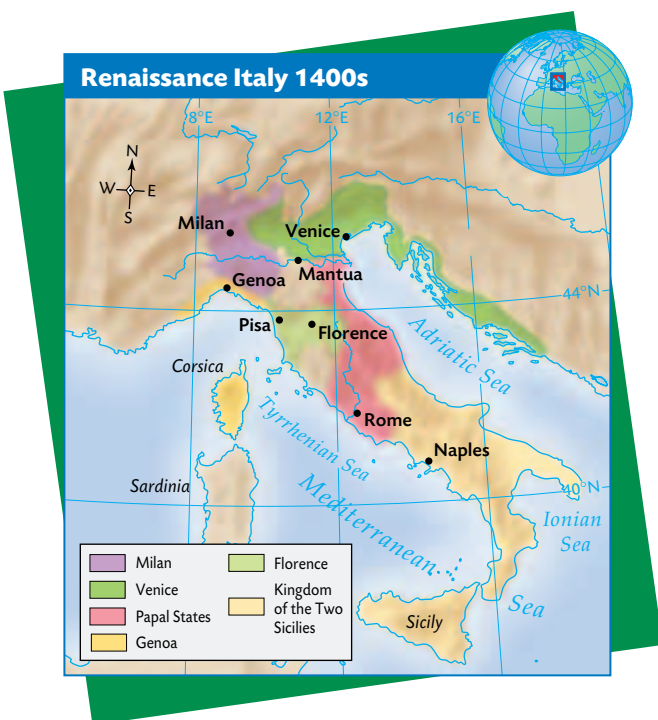 Renaissance Italy 1400s
8°E
12°E
16°E
N
W E
S
Milan
Venice
Mantua
Genoa
44°N
Pisa
Florence
Adriatic Sea
Corsica
Tyrrhenian Sea
Rome
Naples
Sardinia
40°N
Mediterranean
Sea
Ionian
Sea
Sicily
Milan
Venice
Papal States
Genoa
Florence
Kingdom
of the Two
Sicilies